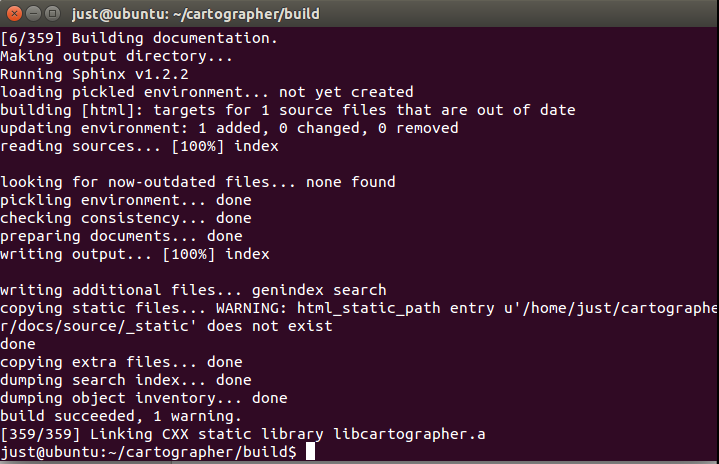 just@ubuntu: ~/cartographer/build
[6/359] Building documentation.
Making output directory...
Running Sphinx v1.2.2
loading pickled environment... not yet created
building [html]: targets for 1 source files that are out of date
updating environment: 1 added, 0 changed, 0 removed
reading sources... [100%] index
looking for now-outdated files... none found
pickling environment... done
checking consistency... done
preparing documents... done
writing output... [100%] index
writing additional files... genindex search
copying static files... WARNING: html_static_path entry u'/home/just/cartographe
r/docs/source/_static' does not exist
done
copying extra files... done
dumping search index... done
dumping object inventory... done
build succeeded, 1 warning.
[359/359] Linking CXX static library libcartographer.a
just@ubuntu:~/cartographer/build$